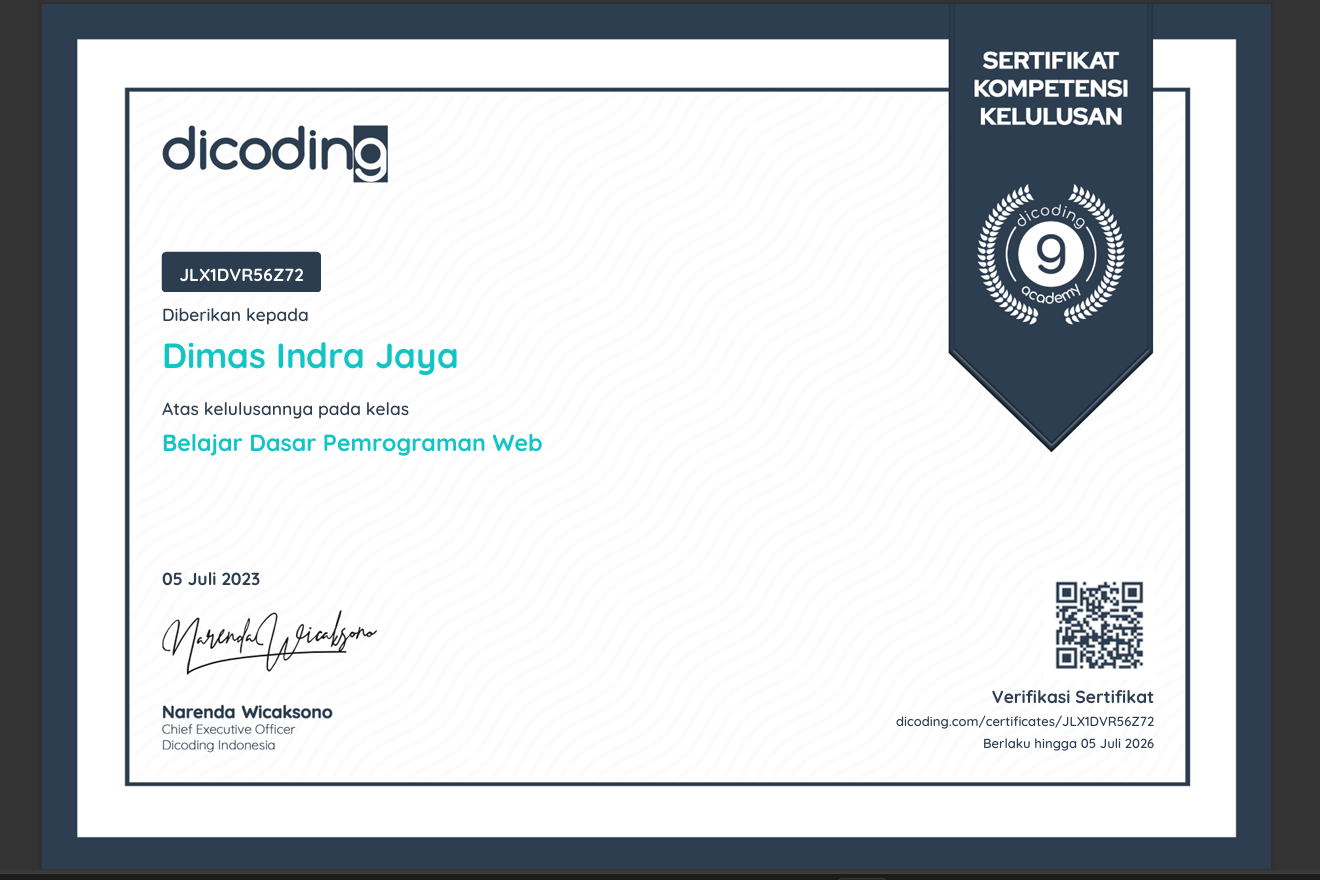 SERTIFIKAT
KOMPETENSI
KELULUSAN
dicoding
dicoding
9
academy
JLX1DVR56Z72
Diberikan kepada
Dimas Indra Jaya
Atas kelulusannya pada kelas
Belajar Dasar Pemrograman Web
05 Juli 2023
Narenda Wicaksono
Narenda Wicaksono
Chief Executive Officer
Dicoding Indonesia
Verifikasi Sertifikat
dicoding.com/certificates/JLX1DVR56Z72
Berlaku hingga 05 Juli 2026